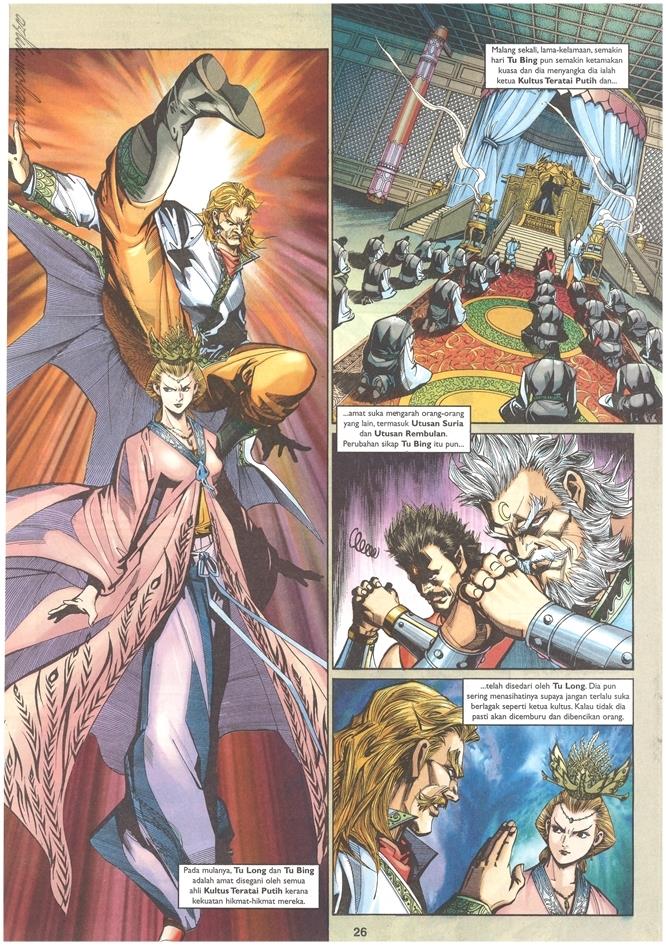 Pada mulanya, Tu Long dan Tu Bing
adalah amat disegani oleh semua
ahli Kultus Teratai Putih kerana
kekuatan hikmat-hikmat mereka.
Malang sekali, lama-kelamaan, semakin
hari Tu Bing pun semakin ketamakan
kuasa dan dia menyangka dia ialah
ketua Kultus Teratai Putih dan...
...amat suka mengarah orang-orang
yang lain, termasuk Utusan Suria
dan Utusan Rembulan.
Perubahan sikap Tu Bing itu pun...
...telah disedari oleh Tu Long. Dia pun
sering menasihatinya supaya jangan terlalu suka
berlagak seperti ketua kultus. Kalau tidak dia
pasti akan dicemburu dan dibencikan orang.
26